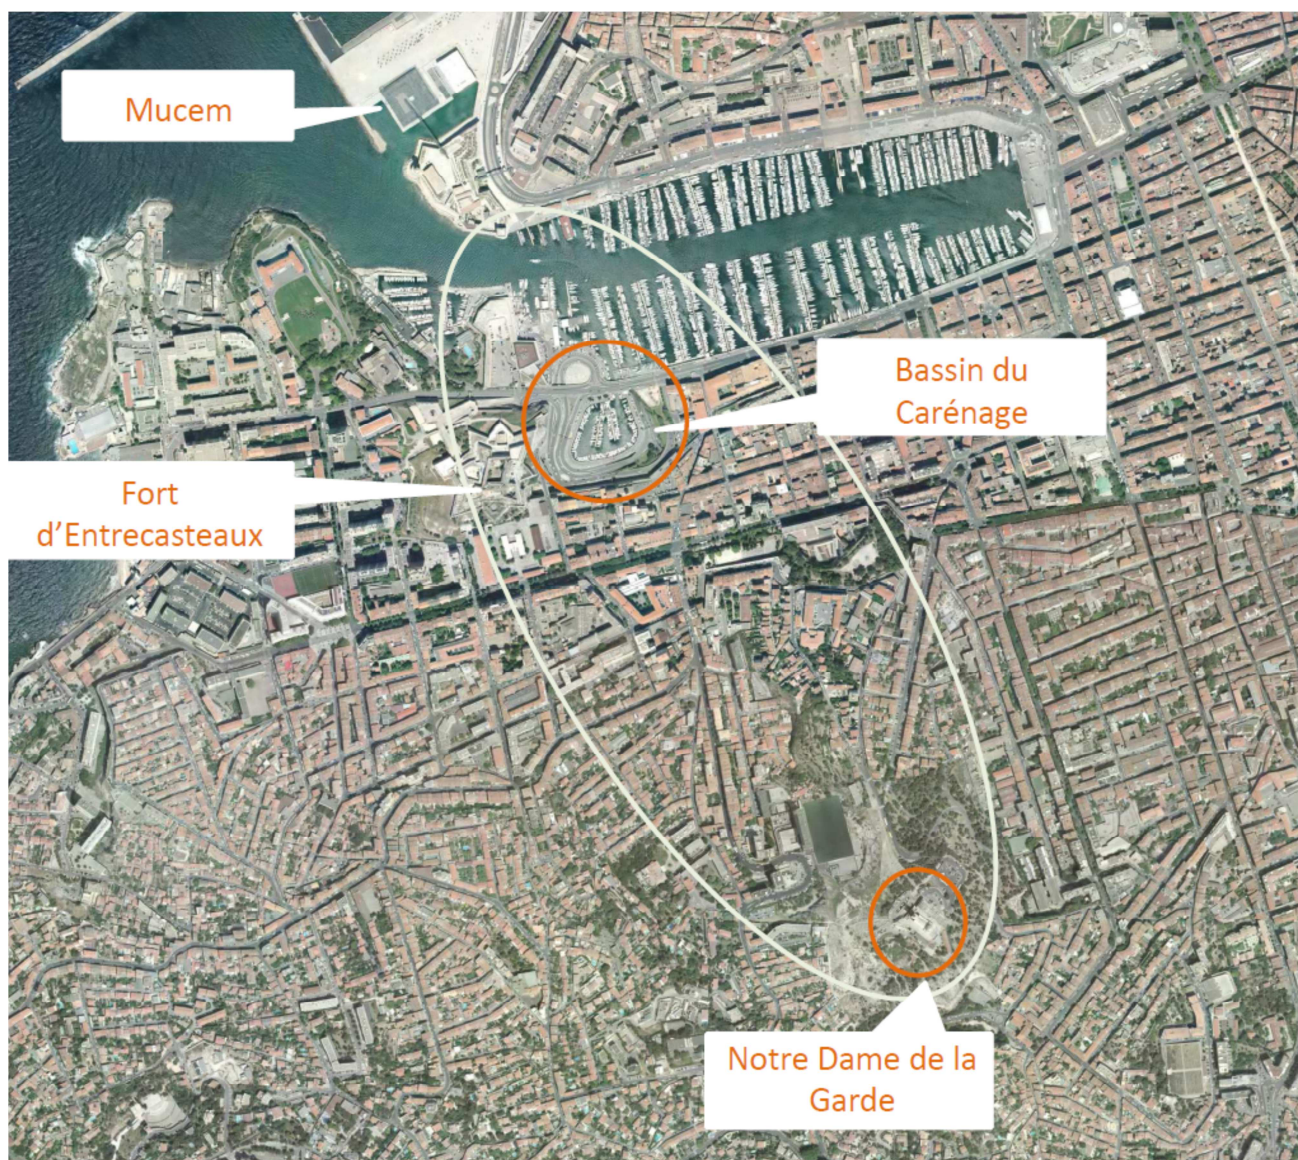 Mucem
Bassin du
Carénage
Fort
d’Entrecasteaux
Notre Dame de la
Garde